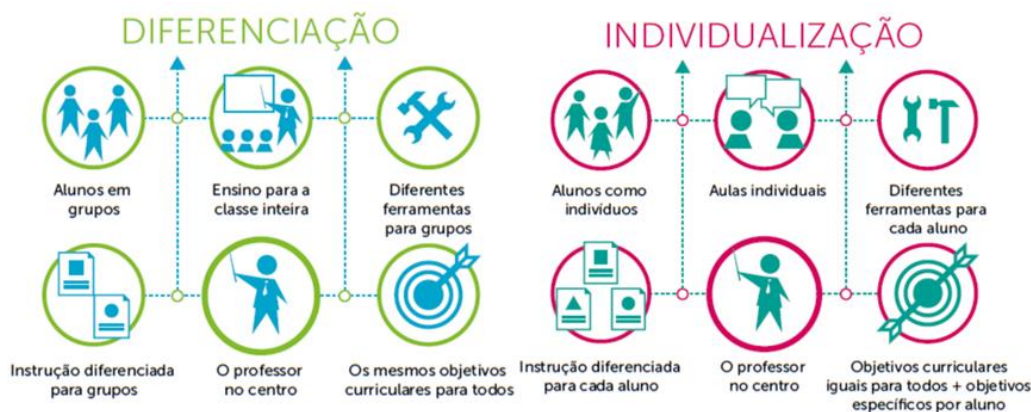 DIFERENCIAÇÃO
Alunos em
grupos
Ensino para a
classe inteira
Diferentes
ferramentas
para grupos
Instrução diferenciada
para grupos
O professor
no centro
Os mesmos objetivos
curriculares para todos
INDIVIDUALIZAÇÃO
Alunos como
indivíduos
Aulas individuais
Diferentes
ferramentas para
cada aluno
Instrução diferenciada
para cada aluno
O professor
no centro
Objetivos curriculares
iguais para todos + objetivos
específicos por aluno